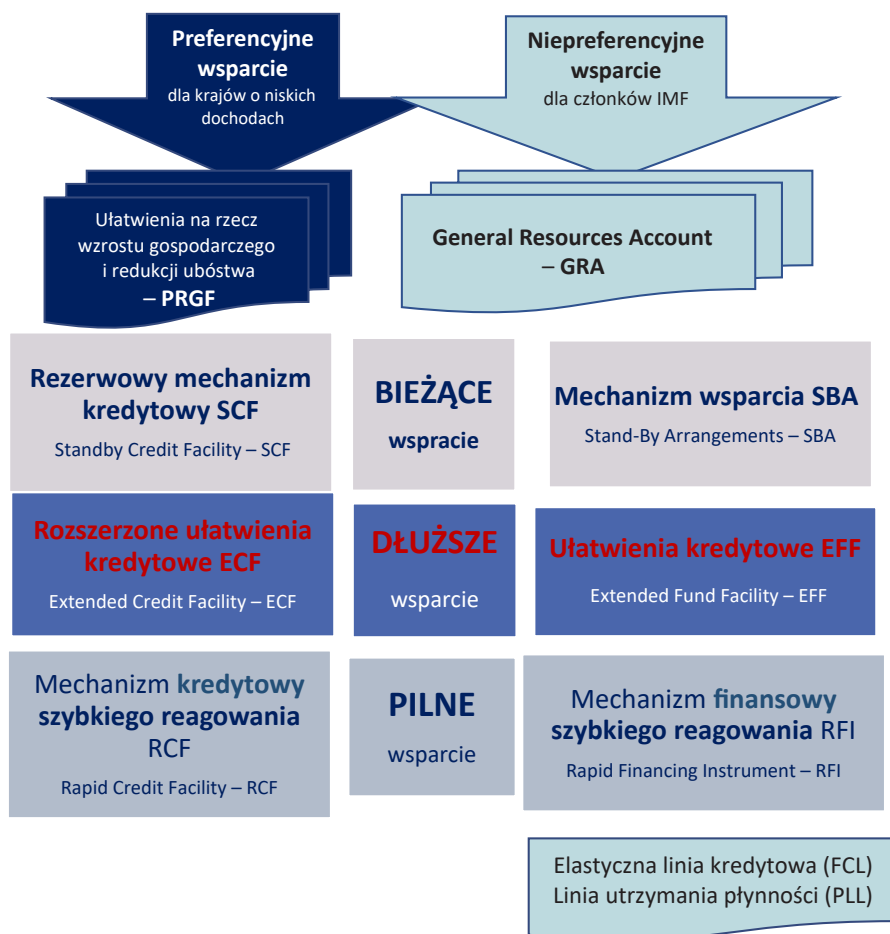 Preferencyjne
wsparcie
dla krajów o niskich
dochodach
Niepreferencyjne
wsparcie
dla członków IMF
Ułatwienia na rzecz
wzrostu gospodarczego
i redukcji ubóstwa
– PRGF
General Resources Account
– GRA
Rezerwowy mechanizm
kredytowy SCF
Standby Credit Facility – SCF
BIEŻĄCE
wspracie
Mechanizm wsparcia SBA
Stand-By Arrangements – SBA
Rozszerzone ułatwienia
kredytowe ECF
Extended Credit Facility – ECF
DŁUŻSZE
wsparcie
Ułatwienia kredytowe EFF
Extended Fund Facility – EFF
Mechanizm kredytowy
szybkiego reagowania
RCF
Rapid Credit Facility – RCF
PILNE
wsparcie
Mechanizm finansowy
szybkiego reagowania RFI
Rapid Financing Instrument – RFI
Elastyczna linia kredytowa (FCL)
Linia utrzymania płynności (PLL)